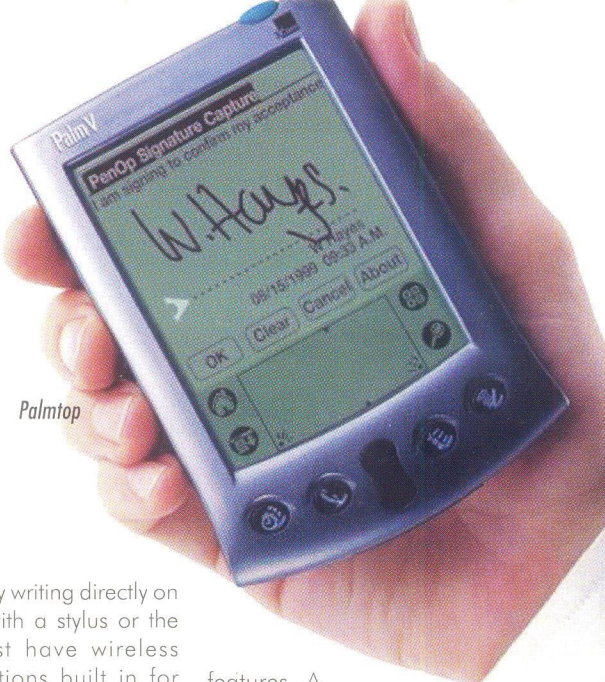 PalmV
PenOp Signature Capture
I am signing to confirm my acceptance
W. Hayes.
W Hayes
08/15/1999 09:33 A.M.
OK Clear Cancel About
Palmtop
y writing directly on
ith a stylus or the
st have wireless
tions built in for
features. A